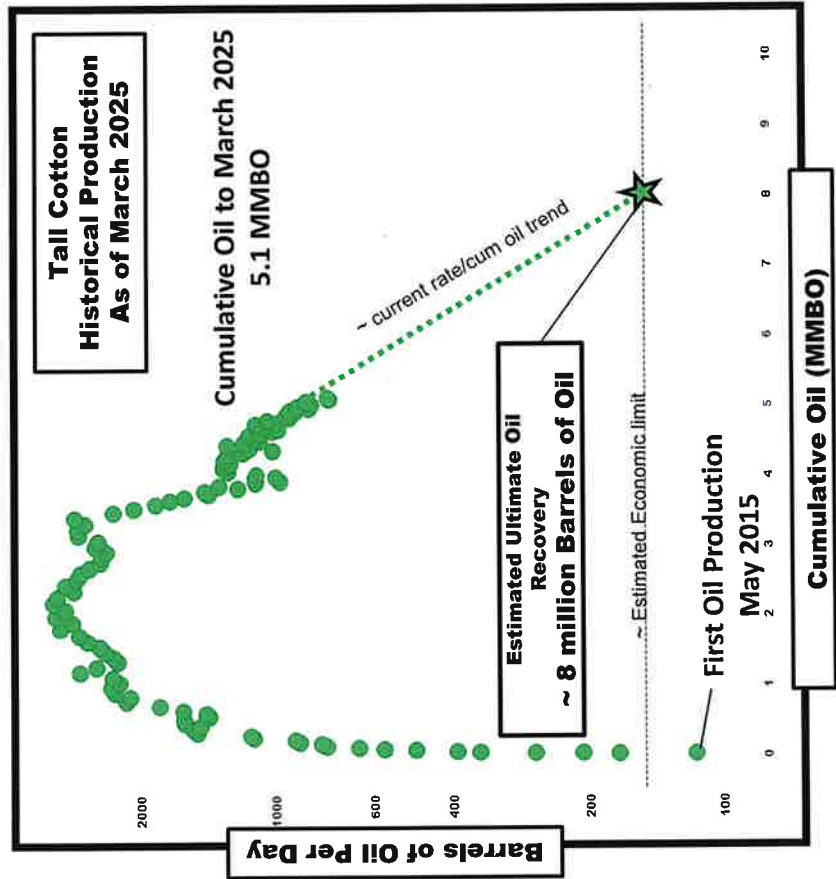 Tall Cotton
Historical Production
As of March 2025
Cumulative Oil to March 2025
5.1 MMBO
~ current rate/cum oil trend
Estimated Ultimate Oil
Recovery
~ 8 million Barrels of Oil
~ Estimated Economic limit
First Oil Production
May 2015
Barrels of Oil Per Day
2000
1000
600
400
200
100
0 1 2 3 4 5 6 7 8 9 10
Cumulative Oil (MMBO)